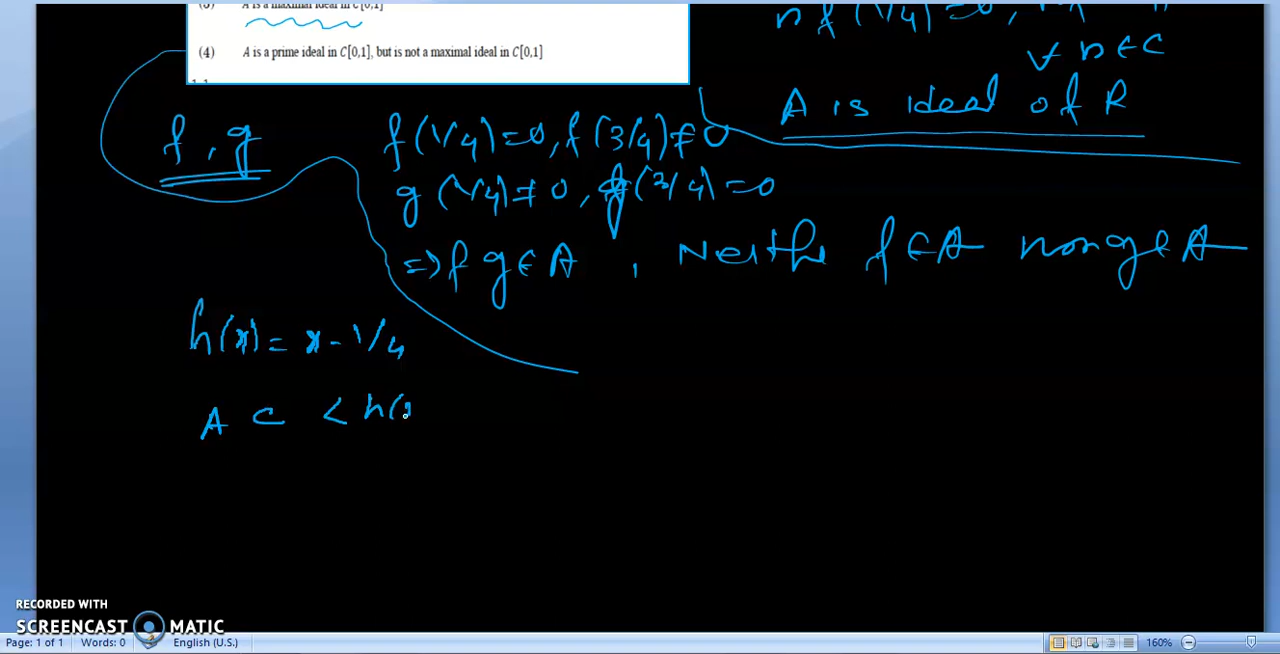 (3) A is a maximal ideal in C[0,1]
(4) A is a prime ideal in C[0,1], but is not a maximal ideal in C[0,1]
∀ n ∈ C
A is ideal of R
f, g
f(1/4)=0, f(3/4)≠0
g(1/4)≠0, g(3/4)=0
=> fg ∈ A, Neith f∈A nor g∈A
h(x) = x - 1/4
A ⊂ < h(
RECORDED WITH
SCREENCAST MATIC
Page: 1 of 1 Words: 0 English (U.S.) 160%